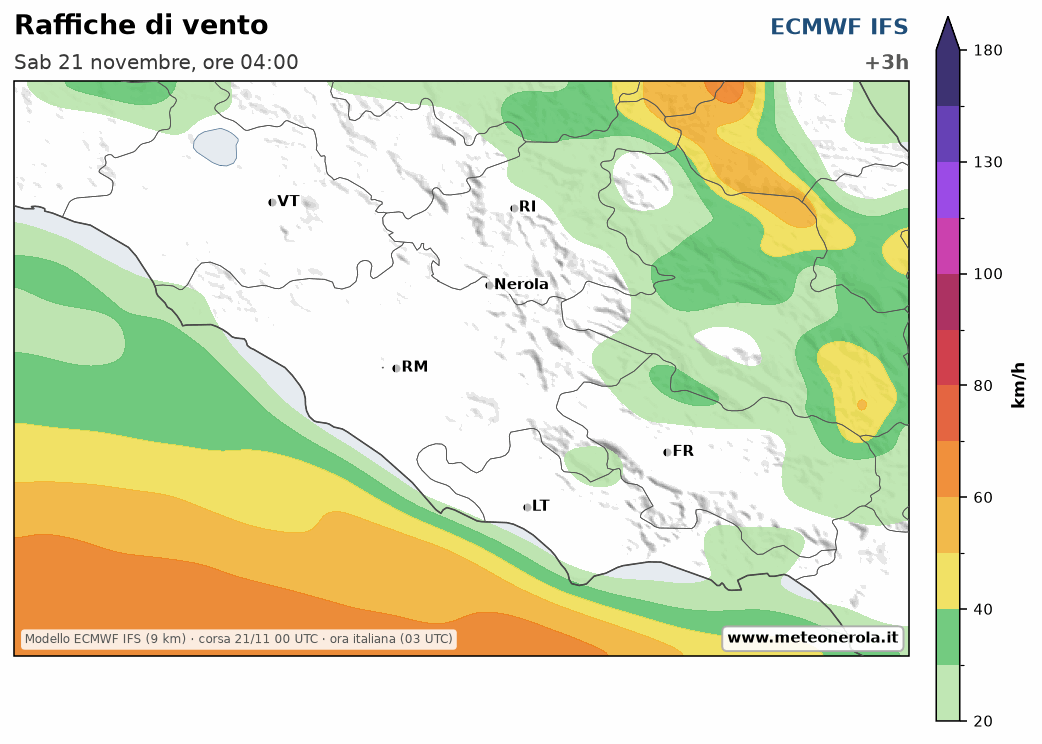 Raffiche di vento
ECMWF IFS
Sab 21 novembre, ore 04:00
+3h
180
130
100
80
60
40
20
km/h
VT
RI
Nerola
RM
FR
LT
Modello ECMWF IFS (9 km) · corsa 21/11 00 UTC · ora italiana (03 UTC)
www.meteonerola.it